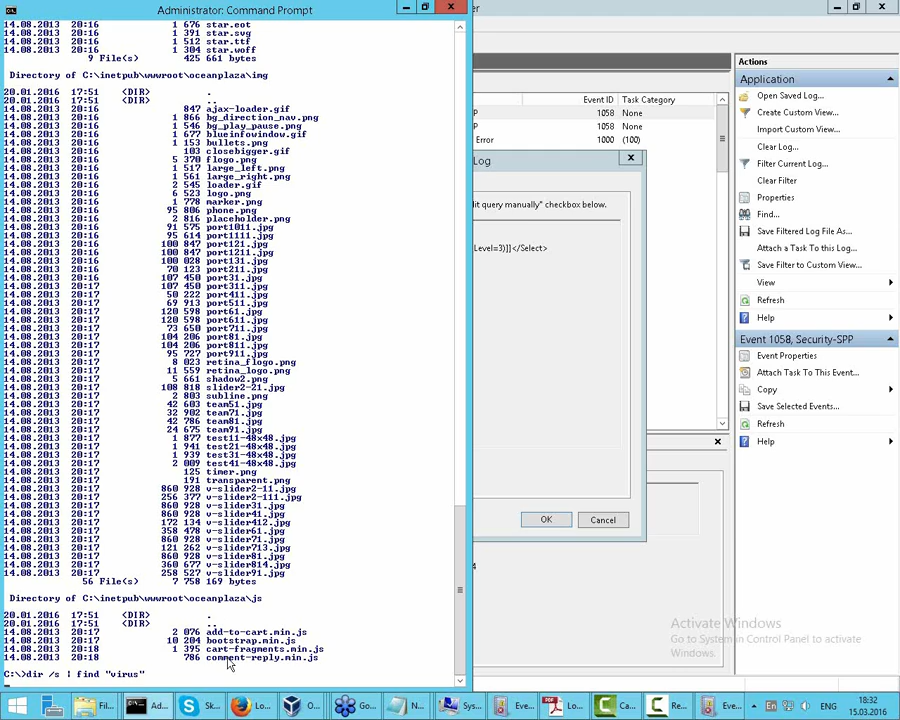 Administrator: Command Prompt
14.08.2013 20:16 1 676 star.eot
14.08.2013 20:16 1 391 star.svg
14.08.2013 20:16 1 512 star.ttf
14.08.2013 20:16 1 304 star.woff
9 File(s) 425 661 bytes
Directory of C:\inetpub\wwwroot\oceanplaza\img
20.01.2016 17:51 <DIR> .
20.01.2016 17:51 <DIR> ..
14.08.2013 20:16 847 ajax-loader.gif
14.08.2013 20:16 1 866 bg_direction_nav.png
14.08.2013 20:16 1 546 bg_play_pause.png
14.08.2013 20:16 1 677 blueinfowindow.gif
14.08.2013 20:16 1 153 bullets.png
14.08.2013 20:16 103 closebigger.gif
14.08.2013 20:16 5 370 flogo.png
14.08.2013 20:16 1 517 large_left.png
14.08.2013 20:16 1 561 large_right.png
14.08.2013 20:16 2 545 loader.gif
14.08.2013 20:16 6 523 logo.png
14.08.2013 20:16 1 778 marker.png
14.08.2013 20:16 95 806 phone.png
14.08.2013 20:16 2 816 placeholder.png
14.08.2013 20:16 91 575 port1011.jpg
14.08.2013 20:16 95 614 port1111.jpg
14.08.2013 20:16 100 847 port121.jpg
14.08.2013 20:16 100 847 port1211.jpg
14.08.2013 20:16 100 028 port131.jpg
14.08.2013 20:16 70 123 port211.jpg
14.08.2013 20:16 107 450 port31.jpg
14.08.2013 20:17 107 450 port311.jpg
14.08.2013 20:17 50 222 port411.jpg
14.08.2013 20:17 69 913 port511.jpg
14.08.2013 20:17 120 598 port61.jpg
14.08.2013 20:17 120 598 port611.jpg
14.08.2013 20:17 73 650 port711.jpg
14.08.2013 20:17 104 206 port81.jpg
14.08.2013 20:17 104 206 port811.jpg
14.08.2013 20:17 95 727 port911.jpg
14.08.2013 20:17 8 023 retina_flogo.png
14.08.2013 20:17 11 559 retina_logo.png
14.08.2013 20:17 5 661 shadow2.png
14.08.2013 20:17 108 818 slider2-21.jpg
14.08.2013 20:17 2 803 subline.png
14.08.2013 20:17 42 603 team51.jpg
14.08.2013 20:17 32 902 team71.jpg
14.08.2013 20:17 42 786 team81.jpg
14.08.2013 20:17 24 675 team91.jpg
14.08.2013 20:17 1 877 test11-48x48.jpg
14.08.2013 20:17 1 941 test21-48x48.jpg
14.08.2013 20:17 1 939 test31-48x48.jpg
14.08.2013 20:17 2 009 test41-48x48.jpg
14.08.2013 20:17 125 timer.png
14.08.2013 20:17 191 transparent.png
14.08.2013 20:17 860 928 v-slider2-11.jpg
14.08.2013 20:17 256 377 v-slider2-111.jpg
14.08.2013 20:17 860 928 v-slider31.jpg
14.08.2013 20:17 860 928 v-slider41.jpg
14.08.2013 20:17 172 134 v-slider412.jpg
14.08.2013 20:17 358 478 v-slider61.jpg
14.08.2013 20:17 860 928 v-slider71.jpg
14.08.2013 20:17 121 262 v-slider713.jpg
14.08.2013 20:17 860 928 v-slider81.jpg
14.08.2013 20:17 360 677 v-slider814.jpg
14.08.2013 20:17 258 527 v-slider91.jpg
56 File(s) 7 758 169 bytes
Directory of C:\inetpub\wwwroot\oceanplaza\js
20.01.2016 17:51 <DIR> .
20.01.2016 17:51 <DIR> ..
14.08.2013 20:17 2 076 add-to-cart.min.js
14.08.2013 20:17 10 204 bootstrap.min.js
14.08.2013 20:18 1 395 cart-fragments.min.js
14.08.2013 20:18 786 comment-reply.min.js
C:\>dir /s | find "virus"
er
Event ID Task Category
P 1058 None
P 1058 None
Error 1000 (100)
Log
it query manually" checkbox below.
Level=3)]]</Select>
OK Cancel
Actions
Application
Open Saved Log...
Create Custom View...
Import Custom View...
Clear Log...
Filter Current Log...
Clear Filter
Properties
Find...
Save Filtered Log File As...
Attach a Task To this Log...
Save Filter to Custom View...
View
Refresh
Help
Event 1058, Security-SPP
Event Properties
Attach Task To This Event...
Copy
Save Selected Events...
Refresh
Help
Activate Windows
Go to System in Control Panel to activate
Windows.
Fil... Ad... Sk... Lo... O... Go... N... Sys... Eve... Lo... Ca... Re... Eve... En ENG
18:32
15.03.2016